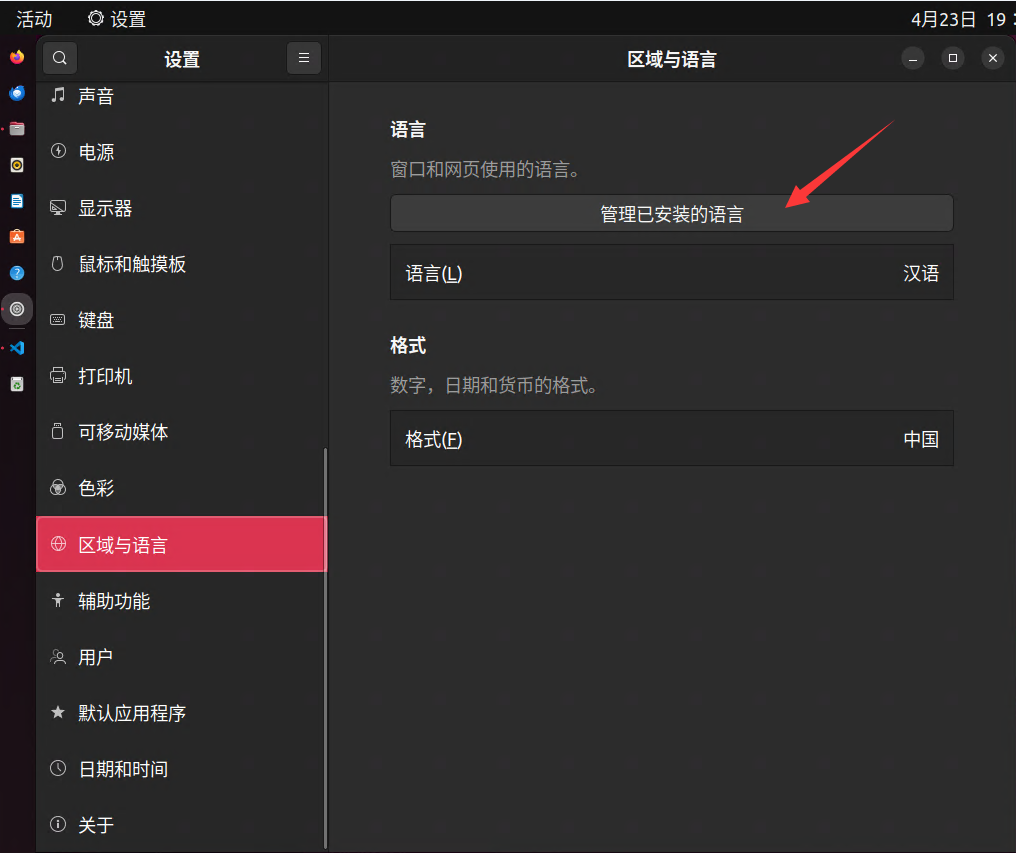 活动
设置
4月23日 19 :
设置
区域与语言
声音
电源
显示器
鼠标和触摸板
键盘
打印机
可移动媒体
色彩
区域与语言
辅助功能
用户
默认应用程序
日期和时间
关于
语言
窗口和网页使用的语言。
管理已安装的语言
语言(L)
汉语
格式
数字，日期和货币的格式。
格式(F)
中国